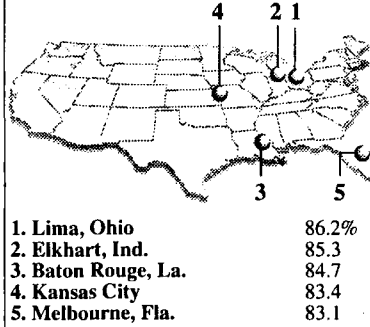 4 2 1
3 5
1. Lima, Ohio 86.2%
2. Elkhart, Ind. 85.3
3. Baton Rouge, La. 84.7
4. Kansas City 83.4
5. Melbourne, Fla. 83.1